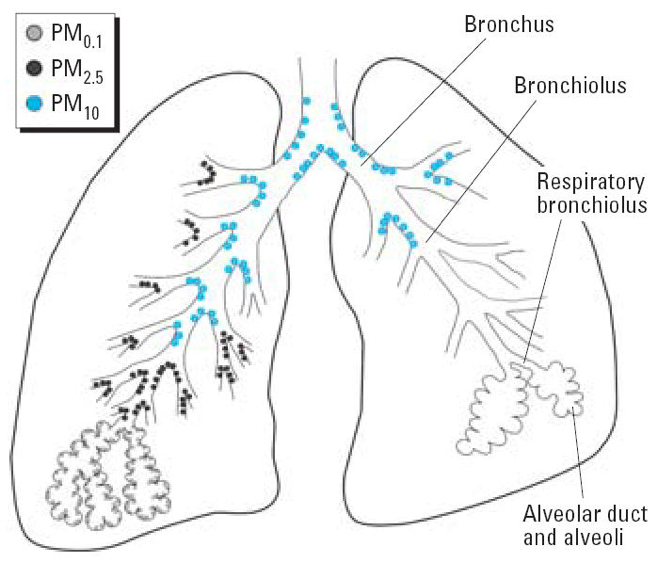 PM0.1
PM2.5
PM10
Bronchus
Bronchiolus
Respiratory
bronchiolus
Alveolar duct
and alveoli